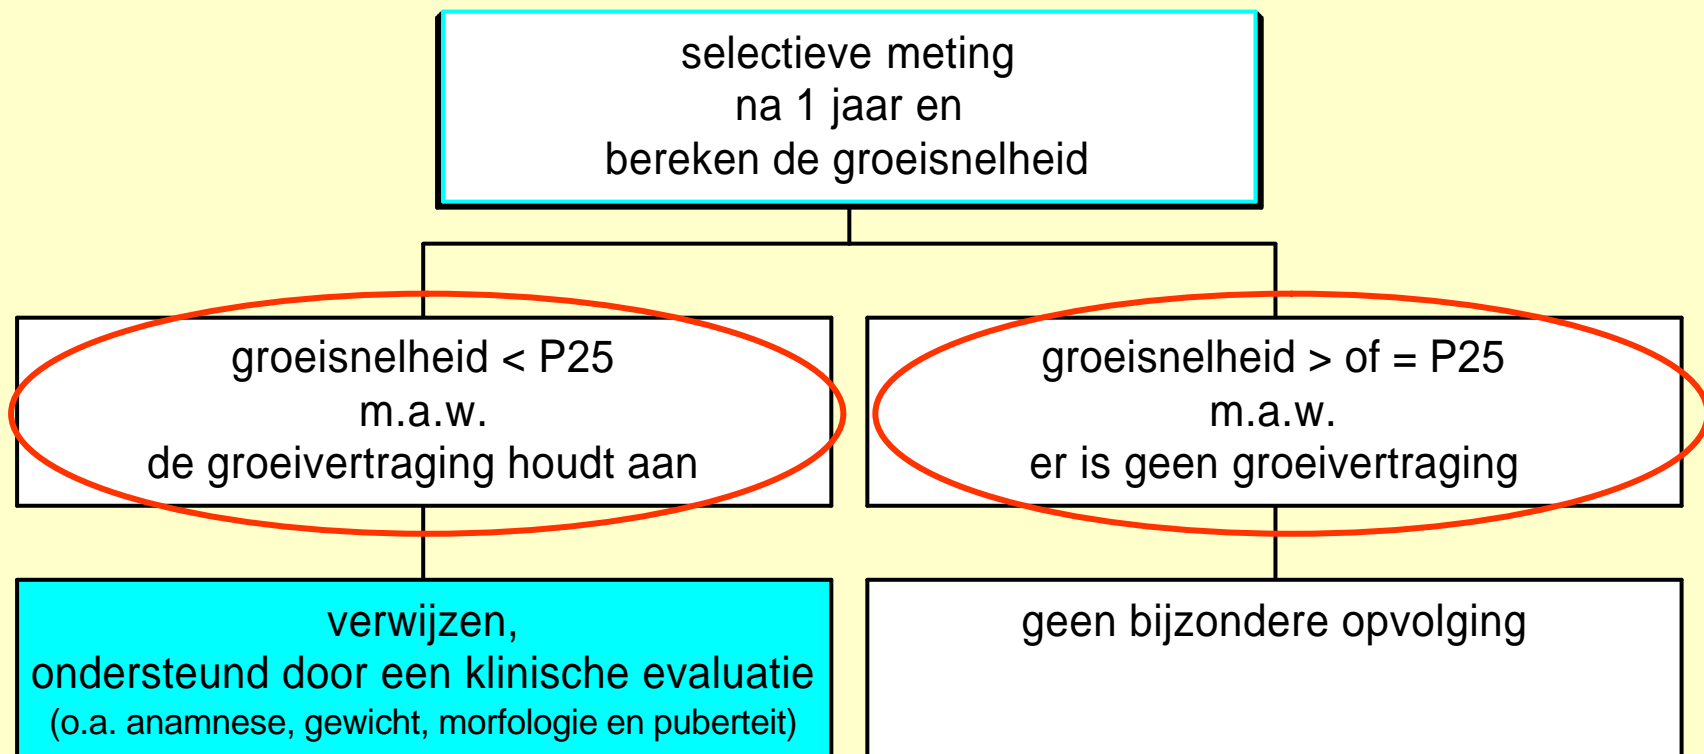 selectieve meting
na 1 jaar en
bereken de groeisnelheid
groeisnelheid < P25
m.a.w.
de groeivertraging houdt aan
groeisnelheid > of = P25
m.a.w.
er is geen groeivertraging
verwijzen,
ondersteund door een klinische evaluatie
(o.a. anamnese, gewicht, morfologie en puberteit)
geen bijzondere opvolging